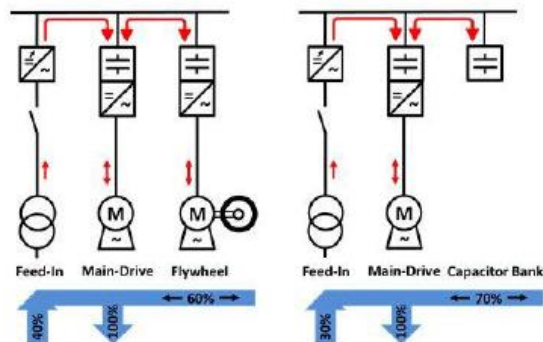 M
~
M
~
M
~
Feed-In Main-Drive Flywheel
Feed-In Main-Drive Capacitor Bank
60%
40%
100%
70%
30%
100%